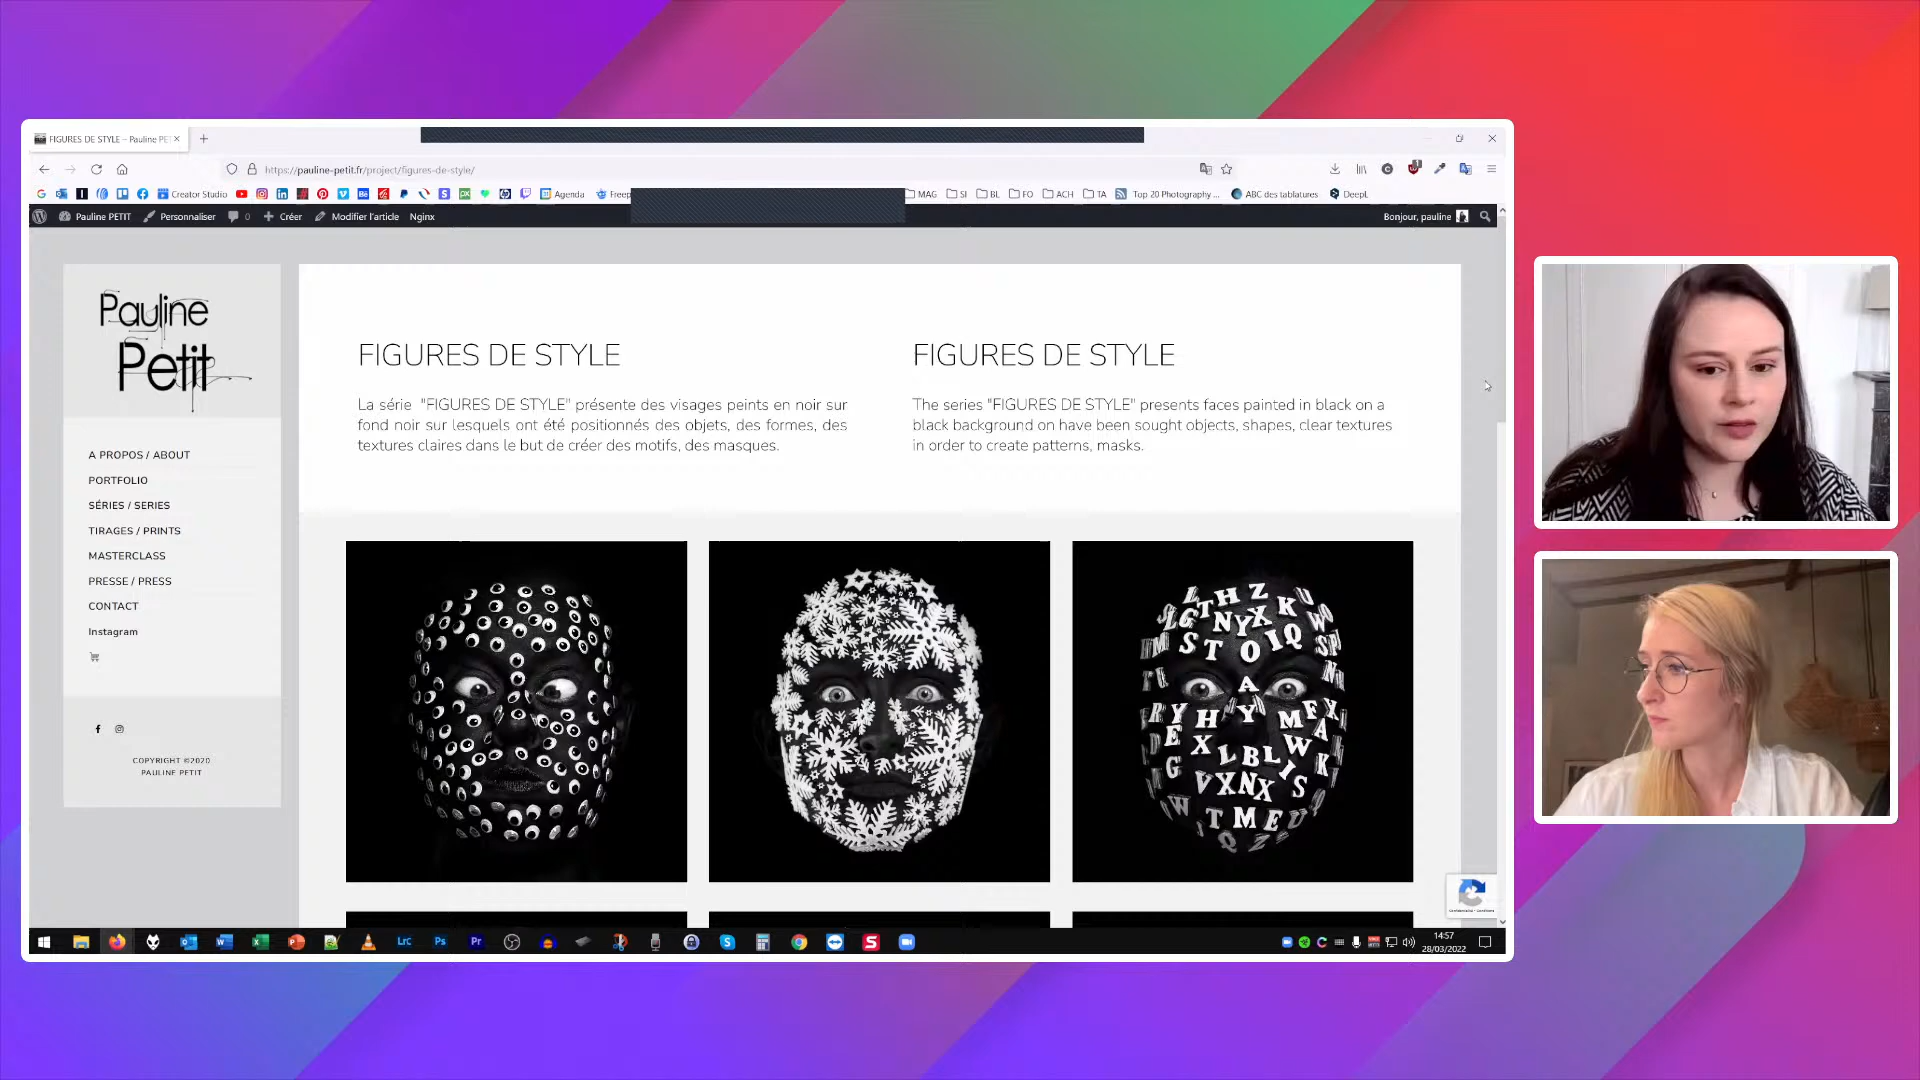 FIGURES DE STYLE – Pauline PE
https://pauline-petit.fr/project/figures-de-style/
Creator Studio
Agenda
Freep
MAG
SI
BL
FO
ACH
TA
Top 20 Photography ...
ABC des tablatures
DeepL
Pauline PETIT
Personnaliser
0
Créer
Modifier l'article
Nginx
Bonjour, pauline
Pauline
Petit
A PROPOS / ABOUT
PORTFOLIO
SÉRIES / SERIES
TIRAGES / PRINTS
MASTERCLASS
PRESSE / PRESS
CONTACT
Instagram
COPYRIGHT ©2020
PAULINE PETIT
FIGURES DE STYLE
La série "FIGURES DE STYLE" présente des visages peints en noir sur
fond noir sur lesquels ont été positionnés des objets, des formes, des
textures claires dans le but de créer des motifs, des masques.
FIGURES DE STYLE
The series "FIGURES DE STYLE" presents faces painted in black on a
black background on have been sought objects, shapes, clear textures
in order to create patterns, masks.
14:57
28/03/2022